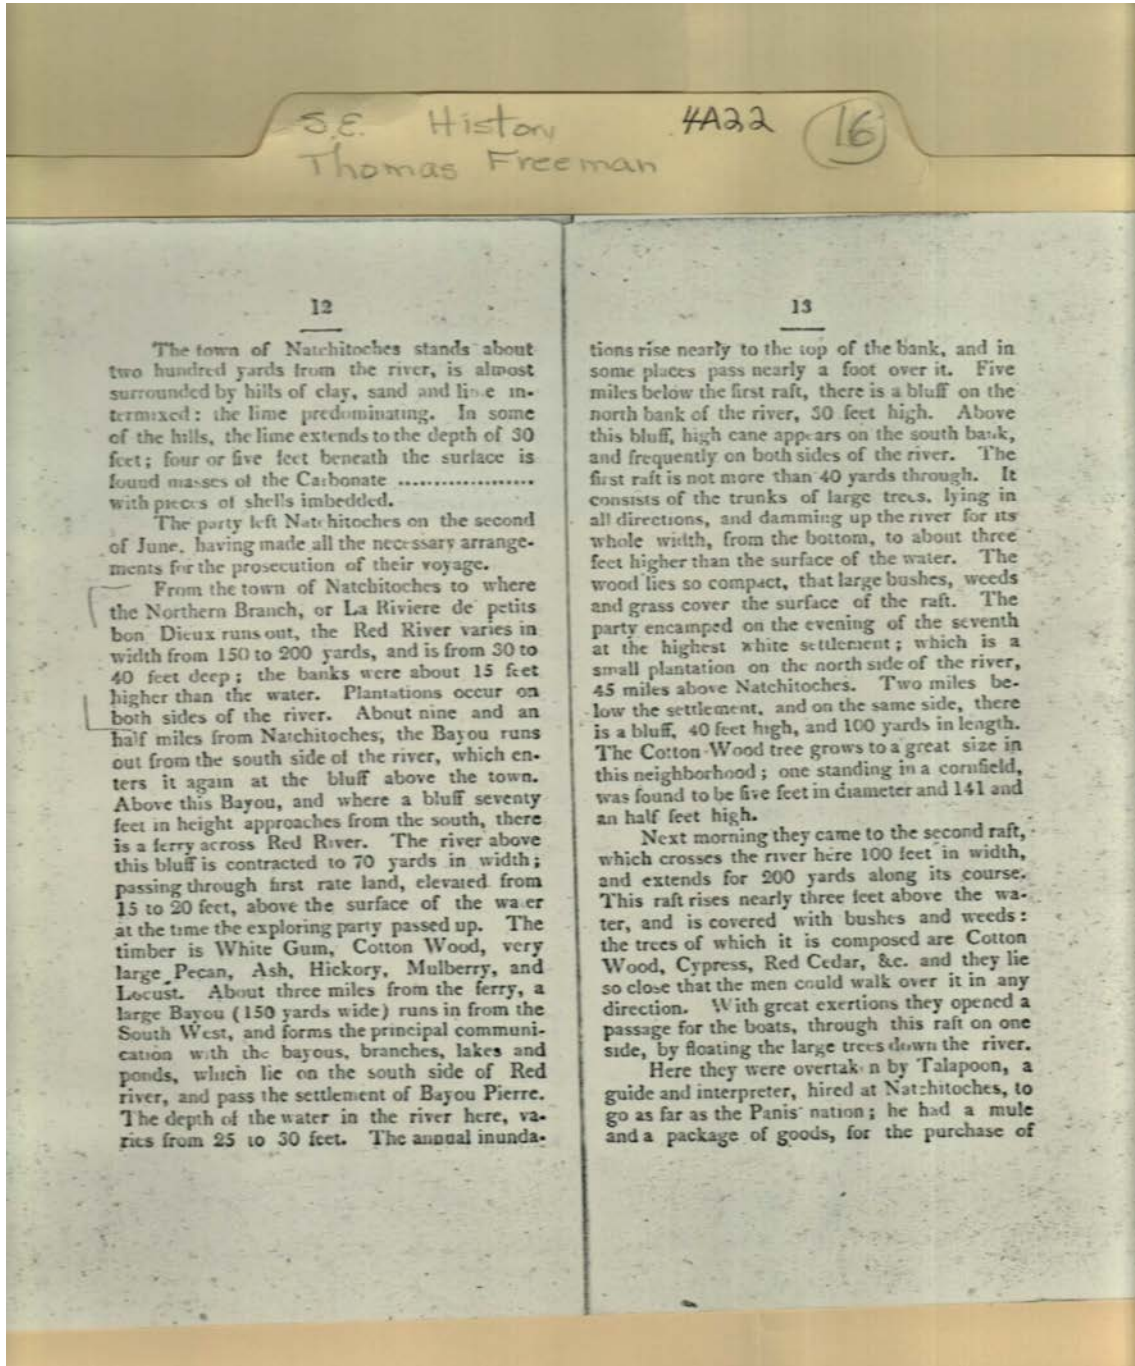 S.E. History 4A22 16
Thomas Freeman
12
The town of Natchitoches stands about
two hundred yards from the river, is almost
surrounded by hills of clay, sand and lime in-
termixed: the lime predominating. In some
of the hills, the lime extends to the depth of 30
feet; four or five feet beneath the surface is
found masses of the Carbonate ..................
with pieces of shells imbedded.
The party left Natchitoches on the second
of June, having made all the necessary arrange-
ments for the prosecution of their voyage.
From the town of Natchitoches to where
the Northern Branch, or La Riviere de petits
bon Dieux runs out, the Red River varies in
width from 150 to 200 yards, and is from 30 to
40 feet deep; the banks were about 15 feet
higher than the water. Plantations occur on
both sides of the river. About nine and an
half miles from Natchitoches, the Bayou runs
out from the south side of the river, which en-
ters it again at the bluff above the town.
Above this Bayou, and where a bluff seventy
feet in height approaches from the south, there
is a ferry across Red River. The river above
this bluff is contracted to 70 yards in width;
passing through first rate land, elevated from
15 to 20 feet, above the surface of the water
at the time the exploring party passed up. The
timber is White Gum, Cotton Wood, very
large Pecan, Ash, Hickory, Mulberry, and
Locust. About three miles from the ferry, a
large Bayou (150 yards wide) runs in from the
South West, and forms the principal communi-
cation with the bayous, branches, lakes and
ponds, which lie on the south side of Red
river, and pass the settlement of Bayou Pierre.
The depth of the water in the river here, va-
ries from 25 to 30 feet. The annual inunda-
13
tions rise nearly to the top of the bank, and in
some places pass nearly a foot over it. Five
miles below the first raft, there is a bluff on the
north bank of the river, 30 feet high. Above
this bluff, high cane appears on the south bank,
and frequently on both sides of the river. The
first raft is not more than 40 yards through. It
consists of the trunks of large trees, lying in
all directions, and damming up the river for its
whole width, from the bottom, to about three
feet higher than the surface of the water. The
wood lies so compact, that large bushes, weeds
and grass cover the surface of the raft. The
party encamped on the evening of the seventh
at the highest white settlement; which is a
small plantation on the north side of the river,
45 miles above Natchitoches. Two miles be-
low the settlement, and on the same side, there
is a bluff, 40 feet high, and 100 yards in length.
The Cotton-Wood tree grows to a great size in
this neighborhood; one standing in a cornfield,
was found to be five feet in diameter and 141 and
an half feet high.
Next morning they came to the second raft,
which crosses the river here 100 feet in width,
and extends for 200 yards along its course.
This raft rises nearly three feet above the wa-
ter, and is covered with bushes and weeds:
the trees of which it is composed are Cotton
Wood, Cypress, Red Cedar, &c. and they lie
so close that the men could walk over it in any
direction. With great exertions they opened a
passage for the boats, through this raft on one
side, by floating the large trees down the river.
Here they were overtaken by Talapoon, a
guide and interpreter, hired at Natchitoches, to
go as far as the Panis nation; he had a mule
and a package of goods, for the purchase of